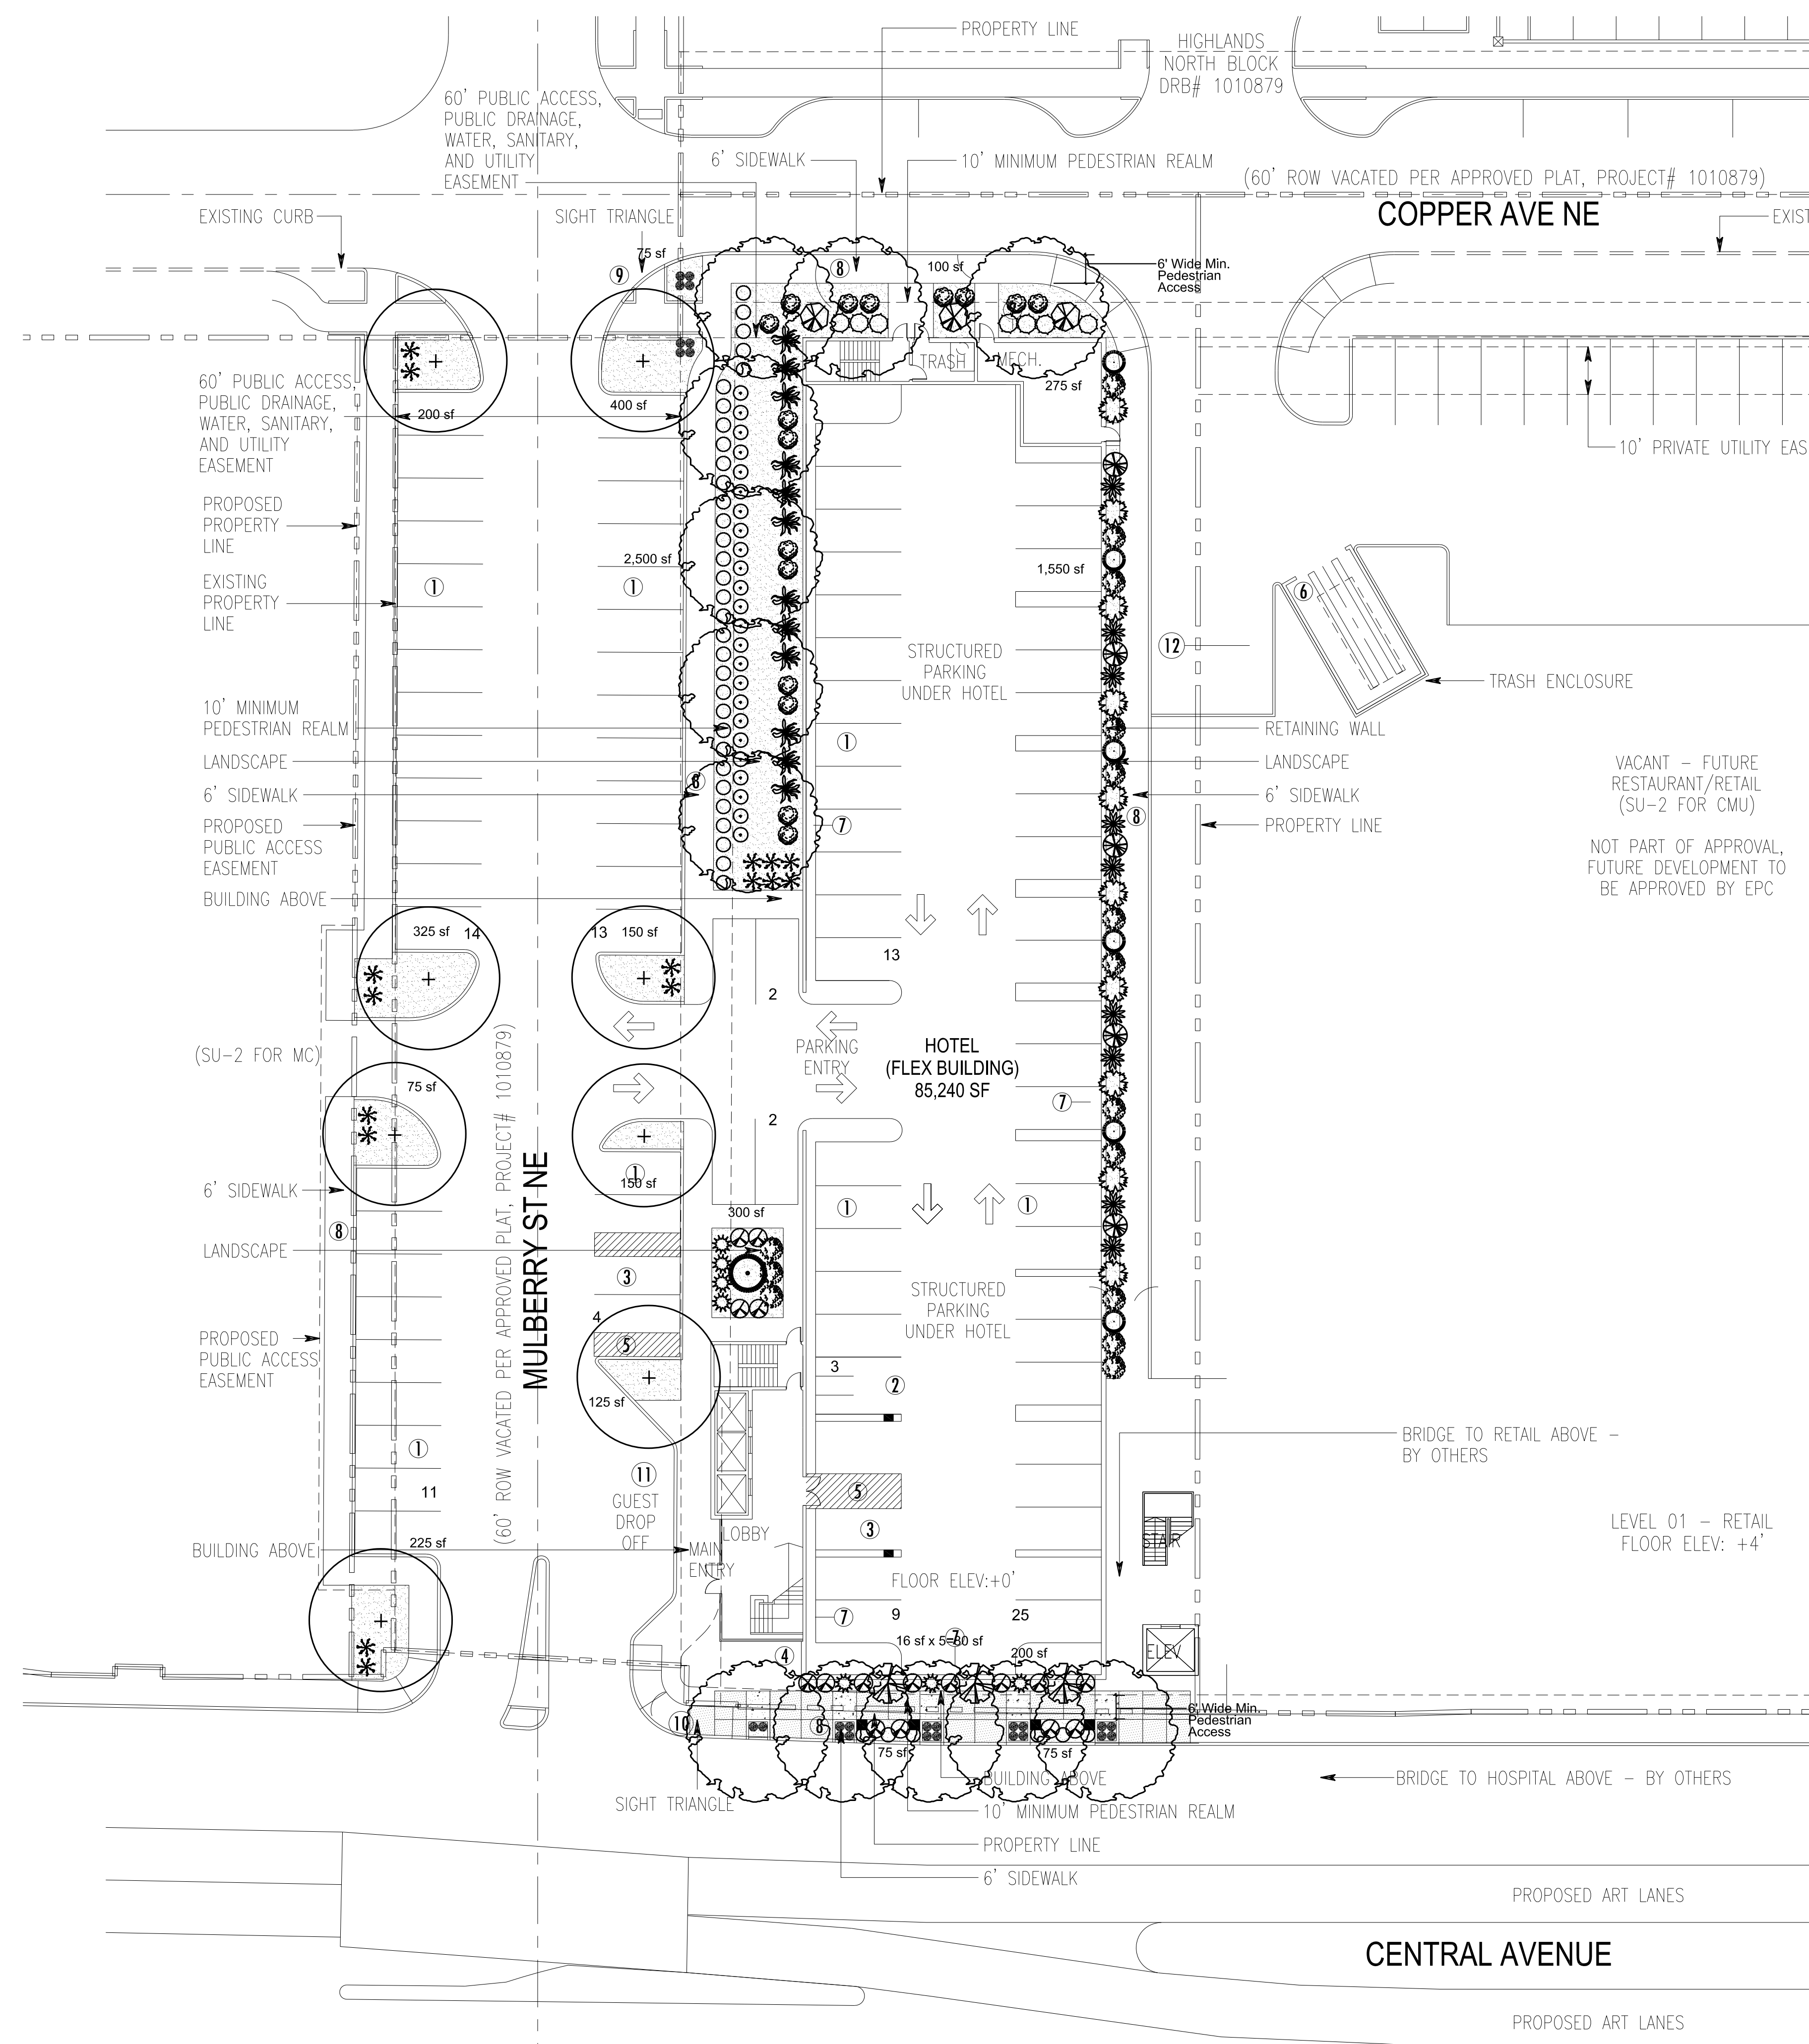 PROPERTY LINE
HIGHLANDS
NORTH BLOCK
DRB# 1010879
60' PUBLIC ACCESS,
PUBLIC DRAINAGE,
WATER, SANITARY,
AND UTILITY
EASEMENT
6' SIDEWALK
10' MINIMUM PEDESTRIAN REALM
(60' ROW VACATED PER APPROVED PLAT, PROJECT# 1010879)
COPPER AVE NE
EXISTING CURB
SIGHT TRIANGLE
EXIST
75 sf
9
8
100 sf
6' Wide Min.
Pedestrian
Access
TRASH
MECH.
275 sf
60' PUBLIC ACCESS,
PUBLIC DRAINAGE,
WATER, SANITARY,
AND UTILITY
EASEMENT
200 sf
400 sf
10' PRIVATE UTILITY EAS
PROPOSED
PROPERTY
LINE
EXISTING
PROPERTY
LINE
1
1
2,500 sf
1,550 sf
6
12
STRUCTURED
PARKING
UNDER HOTEL
TRASH ENCLOSURE
10' MINIMUM
PEDESTRIAN REALM
1
RETAINING WALL
LANDSCAPE
LANDSCAPE
VACANT – FUTURE
RESTAURANT/RETAIL
(SU-2 FOR CMU)
6' SIDEWALK
8
6' SIDEWALK
8
PROPOSED
PUBLIC ACCESS
EASEMENT
7
PROPERTY LINE
NOT PART OF APPROVAL,
FUTURE DEVELOPMENT TO
BE APPROVED BY EPC
BUILDING ABOVE
325 sf
14
13
150 sf
13
2
(SU-2 FOR MC)
PARKING
ENTRY
HOTEL
(FLEX BUILDING)
85,240 SF
75 sf
7
2
MULBERRY ST NE
(60' ROW VACATED PER APPROVED PLAT, PROJECT# 1010879)
1
150 sf
6' SIDEWALK
8
300 sf
1
1
LANDSCAPE
3
STRUCTURED
PARKING
UNDER HOTEL
4
5
PROPOSED
PUBLIC ACCESS
EASEMENT
3
2
125 sf
1
BRIDGE TO RETAIL ABOVE –
BY OTHERS
11
11
GUEST
DROP
OFF
5
3
LOBBY
MAIN
ENTRY
STAIR
LEVEL 01 – RETAIL
FLOOR ELEV: +4'
BUILDING ABOVE
225 sf
FLOOR ELEV:+0'
7
9
25
16 sf x 5=80 sf
7
200 sf
4
ELEV
10
8
6' Wide Min.
Pedestrian
Access
75 sf
75 sf
BUILDING ABOVE
BRIDGE TO HOSPITAL ABOVE – BY OTHERS
SIGHT TRIANGLE
10' MINIMUM PEDESTRIAN REALM
PROPERTY LINE
6' SIDEWALK
PROPOSED ART LANES
CENTRAL AVENUE
PROPOSED ART LANES